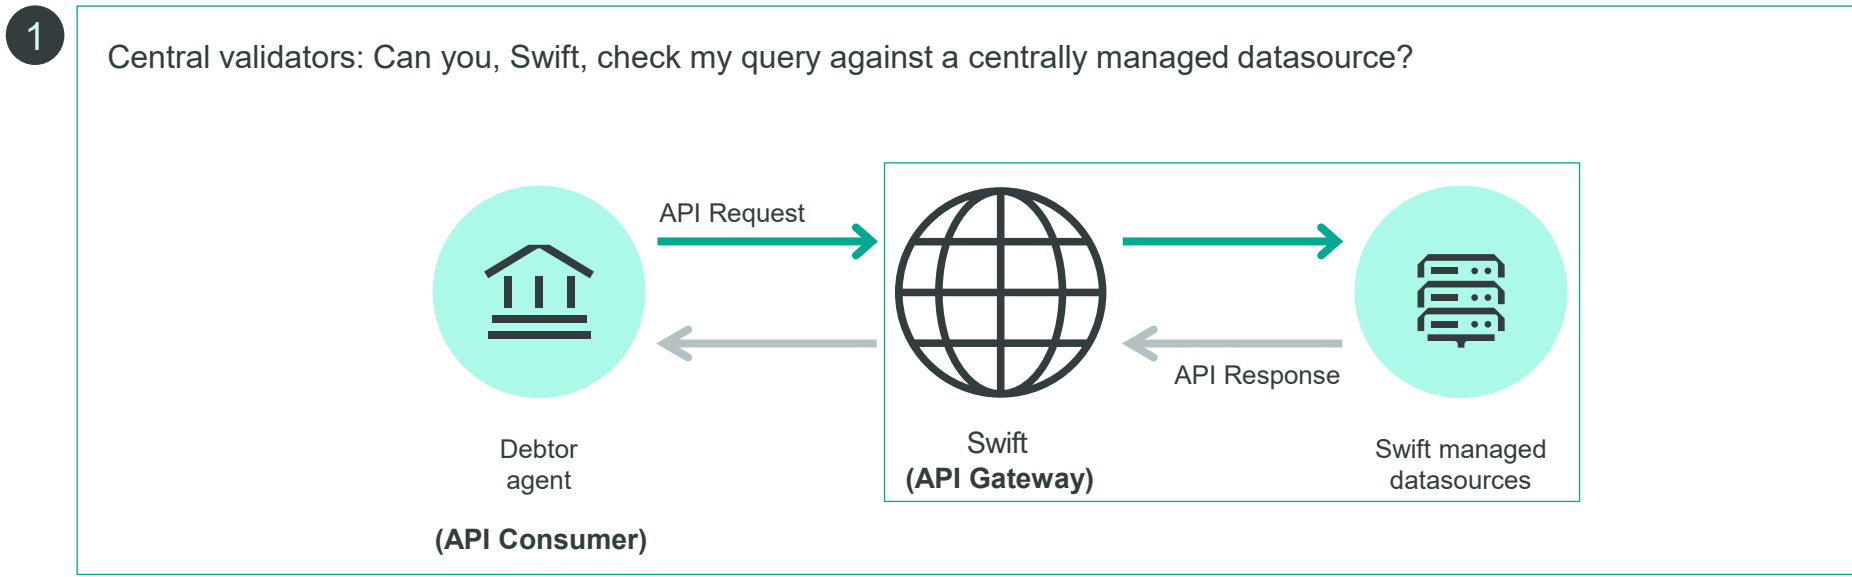 1
Central validators: Can you, Swift, check my query against a centrally managed datasource?
API Request
API Response
Debtor
agent
(API Consumer)
Swift
(API Gateway)
Swift managed
datasources